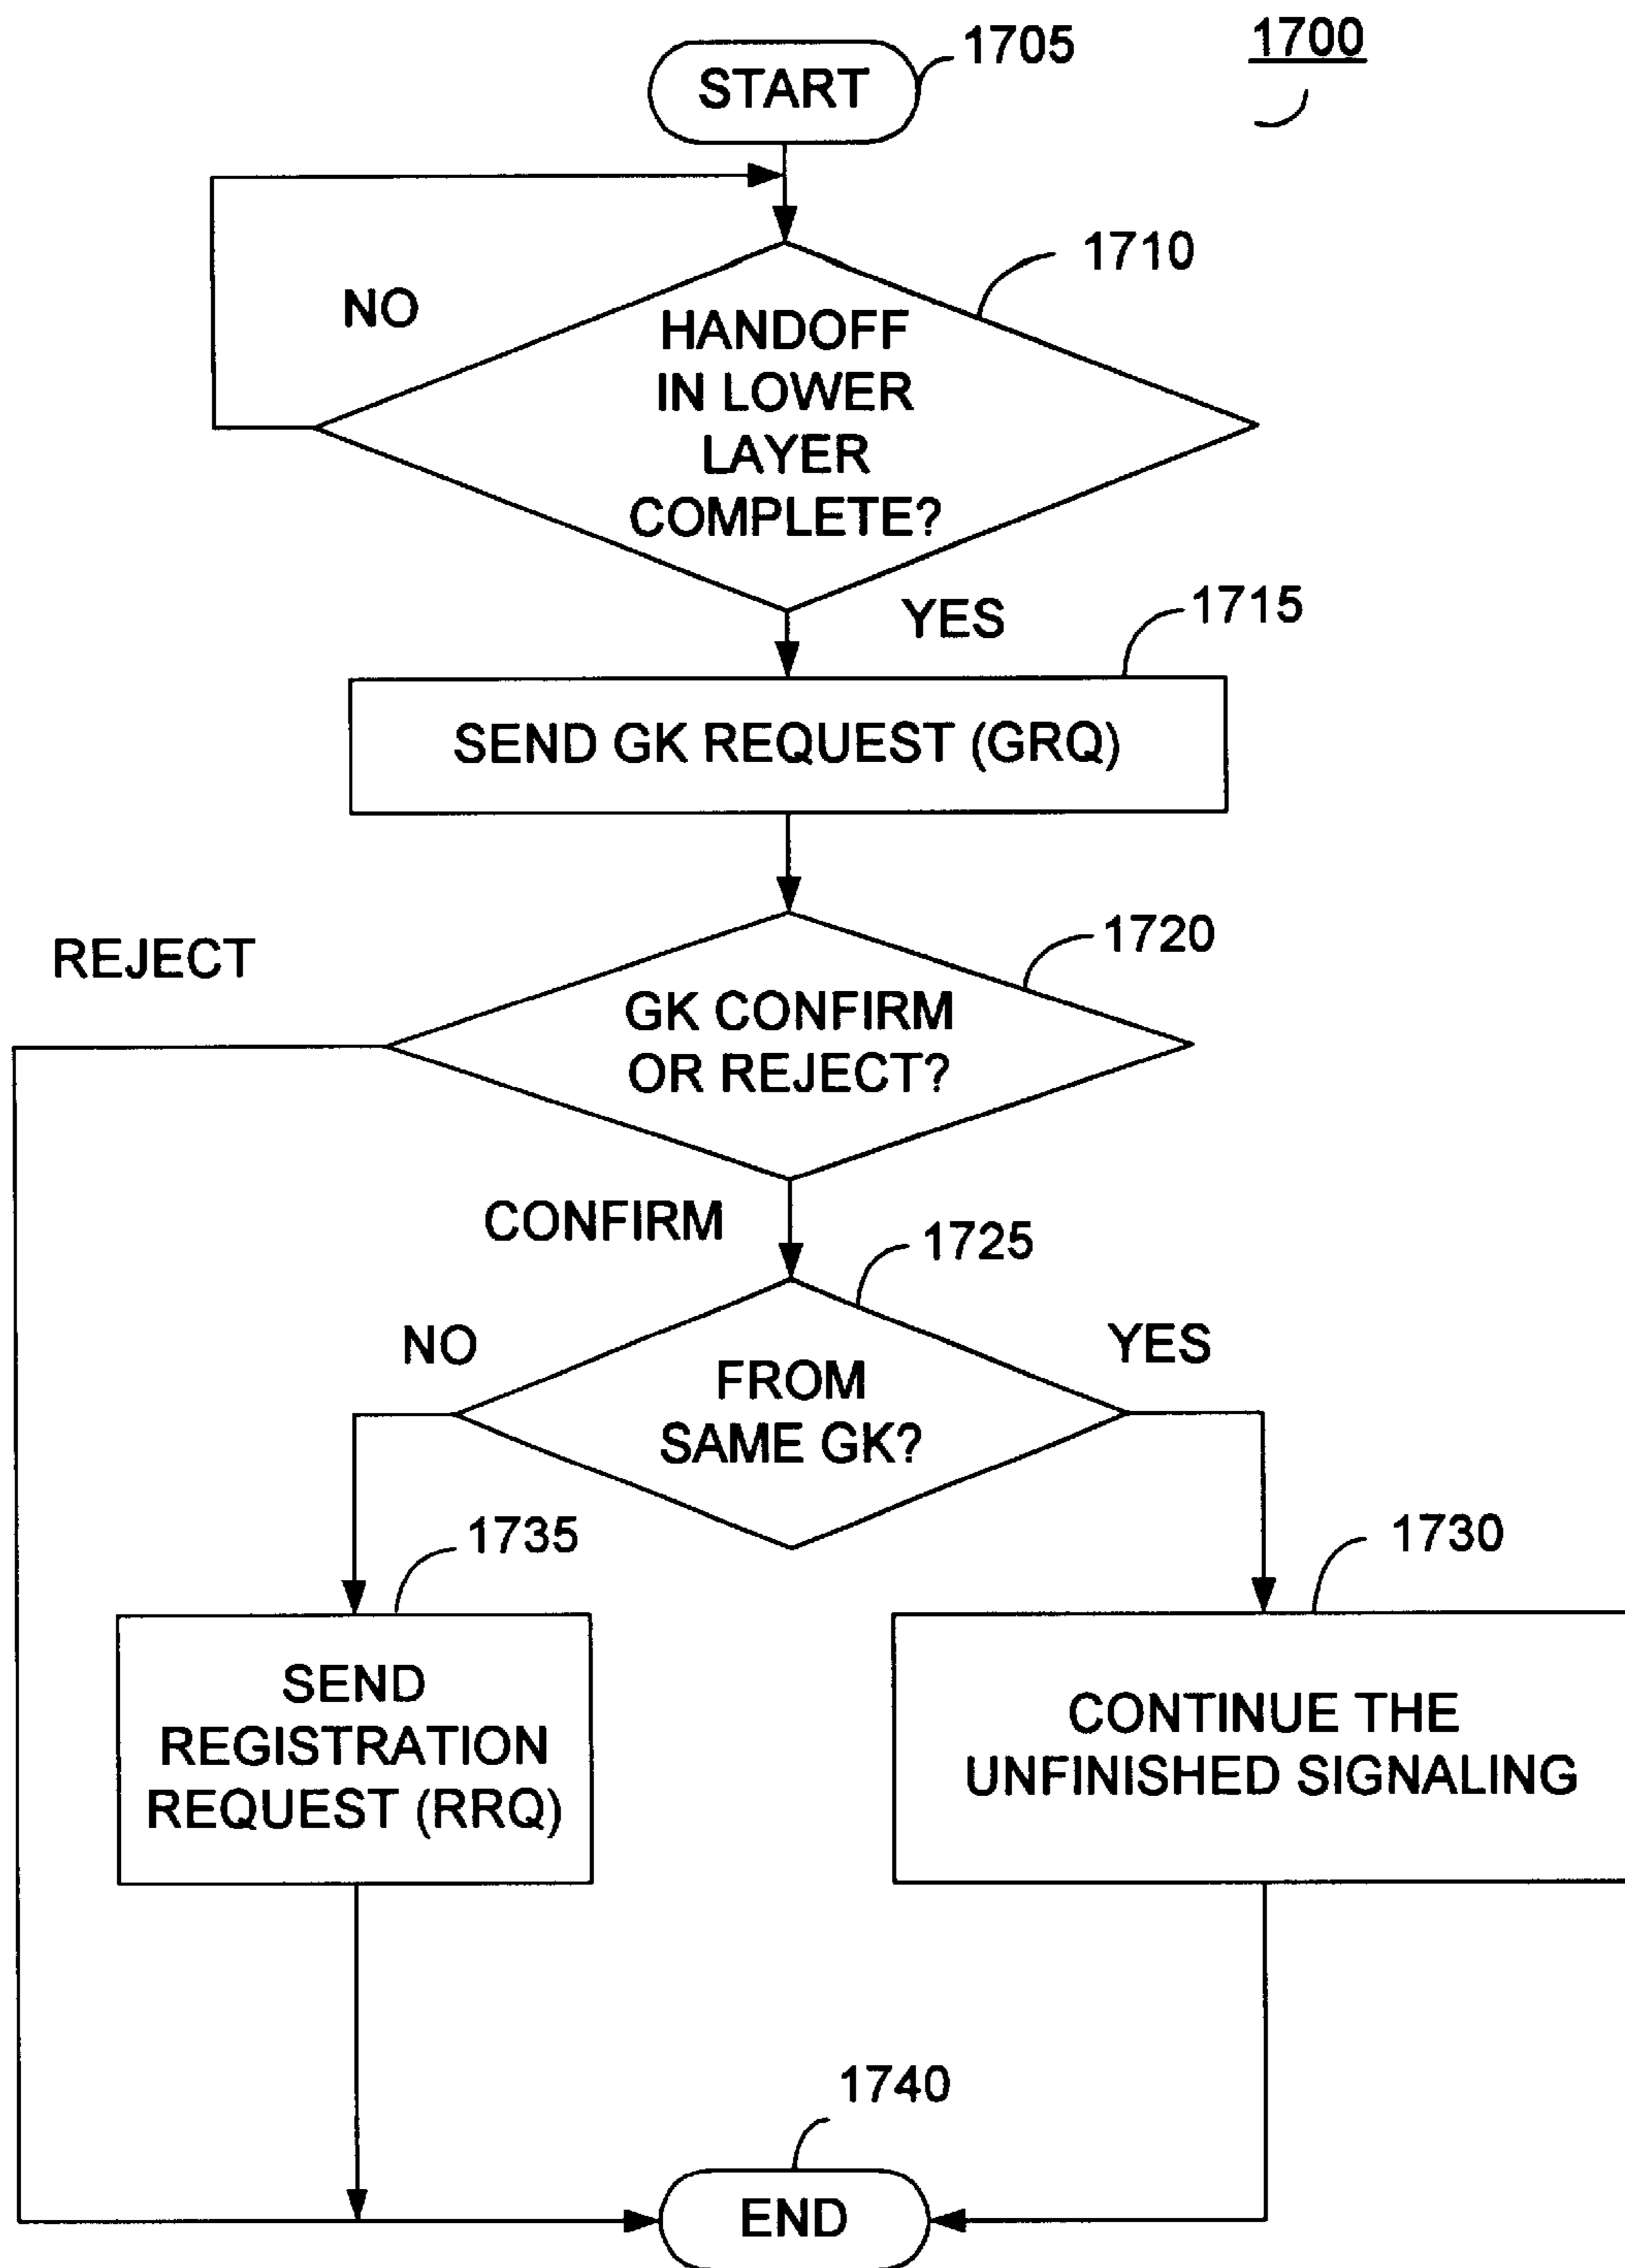 1700
START
1705
NO
1710
HANDOFF
IN LOWER
LAYER
COMPLETE?
YES
1715
SEND GK REQUEST (GRQ)
REJECT
1720
GK CONFIRM
OR REJECT?
CONFIRM
1725
NO
YES
FROM
SAME GK?
1735
1730
SEND
REGISTRATION
REQUEST (RRQ)
CONTINUE THE
UNFINISHED SIGNALING
1740
END